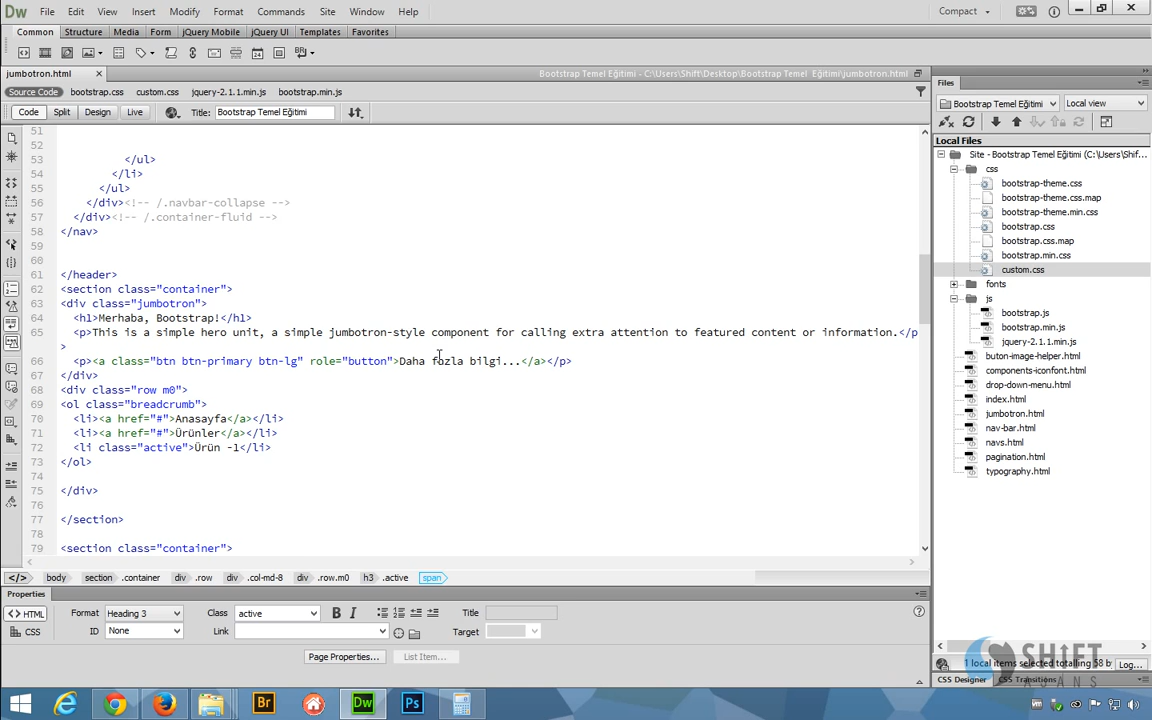 Dw File Edit View Insert Modify Format Commands Site Window Help Compact
Common Structure Media Form jQuery Mobile jQuery UI Templates Favorites
jumbotron.html × Bootstrap Temel Eğitimi - C:\Users\Shift\Desktop\Bootstrap Temel Eğitimi\jumbotron.html
Source Code bootstrap.css custom.css jquery-2.1.1.min.js bootstrap.min.js
Code Split Design Live Title: Bootstrap Temel Eğitimi
51
52
53 </ul>
54 </li>
55 </ul>
56 </div><!-- /.navbar-collapse -->
57 </div><!-- /.container-fluid -->
58 </nav>
59
60
61 </header>
62 <section class="container">
63 <div class="jumbotron">
64 <h1>Merhaba, Bootstrap!</h1>
65 <p>This is a simple hero unit, a simple jumbotron-style component for calling extra attention to featured content or information.</p
>
66 <p><a class="btn btn-primary btn-lg" role="button">Daha fozla bilgi...</a></p>
67 </div>
68 <div class="row m0">
69 <ol class="breadcrumb">
70 <li><a href="#">Anasayfa</a></li>
71 <li><a href="#">Ürünler</a></li>
72 <li class="active">Ürün -1</li>
73 </ol>
74
75 </div>
76
77 </section>
78
79 <section class="container">
</> body section .container div .row div .col-md-8 div .row.m0 h3 .active span
Properties
<> HTML Format Heading 3 Class active B I Title
CSS ID None Link Target
Page Properties... List Item...
Files
Bootstrap Temel Eğitimi Local view
Local Files
Site - Bootstrap Temel Eğitimi (C:\Users\Shif...
css
bootstrap-theme.css
bootstrap-theme.css.map
bootstrap-theme.min.css
bootstrap.css
bootstrap.css.map
bootstrap.min.css
custom.css
fonts
js
bootstrap.js
bootstrap.min.js
jquery-2.1.1.min.js
buton-image-helper.html
components-iconfont.html
drop-down-menu.html
index.html
jumbotron.html
nav-bar.html
navs.html
pagination.html
typography.html
SHiFT
AJANS
1 local items selected totalling 58 b Log...
CSS Designer CSS Transitions
Br Dw Ps